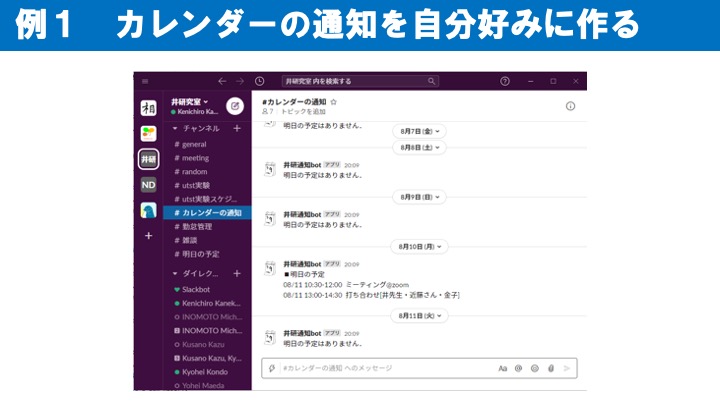 例１　カレンダーの通知を自分好みに作る
井研究室 内を検索する
相
井研
ND
井研究室
Kenichiro Ka...
チャンネル
# general
# meeting
# random
# utst実験
# utst実験スケジ...
# カレンダーの通知
# 勤怠管理
# 雑談
# 明日の予定
ダイレク...
Slackbot
Kenichiro Kanek...
INOMOTO Mich...
2 INOMOTO Mich...
Kusano Kazu
2 Kusano Kazu, Ky...
Kyohei Kondo
Yohei Maeda
#カレンダーの通知
7 | トピックを追加
明日の予定はありません。
8月7日 (金)
8月8日 (土)
井研通知bot アプリ 20:09
明日の予定はありません。
8月9日 (日)
井研通知bot アプリ 20:09
明日の予定はありません。
8月10日 (月)
井研通知bot アプリ 20:09
■明日の予定
08/11 10:30-12:00 ミーティング@zoom
08/11 13:00-14:30 打ち合わせ[井先生・近藤さん・金子]
8月11日 (火)
井研通知bot アプリ 20:09
明日の予定はありません。
#カレンダーの通知 へのメッセージ
Aa